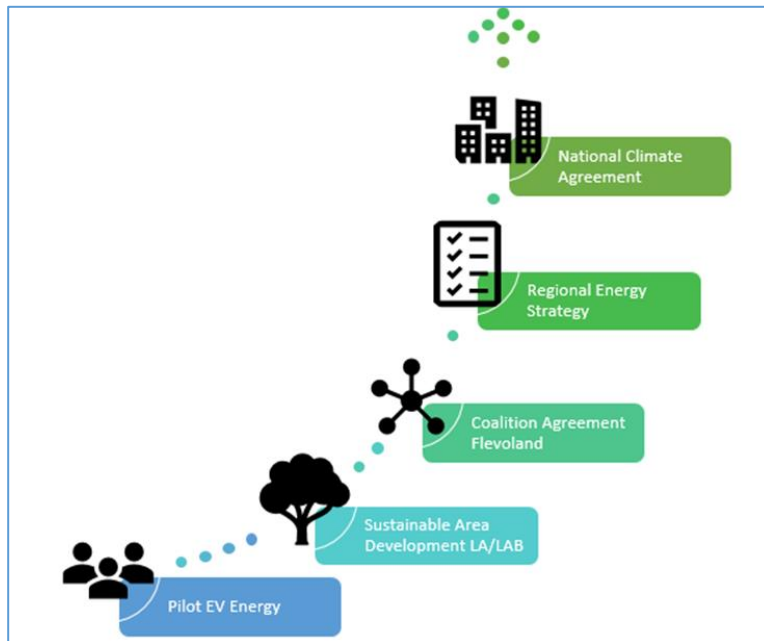 National Climate
Agreement
Regional Energy
Strategy
Coalition Agreement
Flevoland
Sustainable Area
Development LA/LAB
Pilot EV Energy